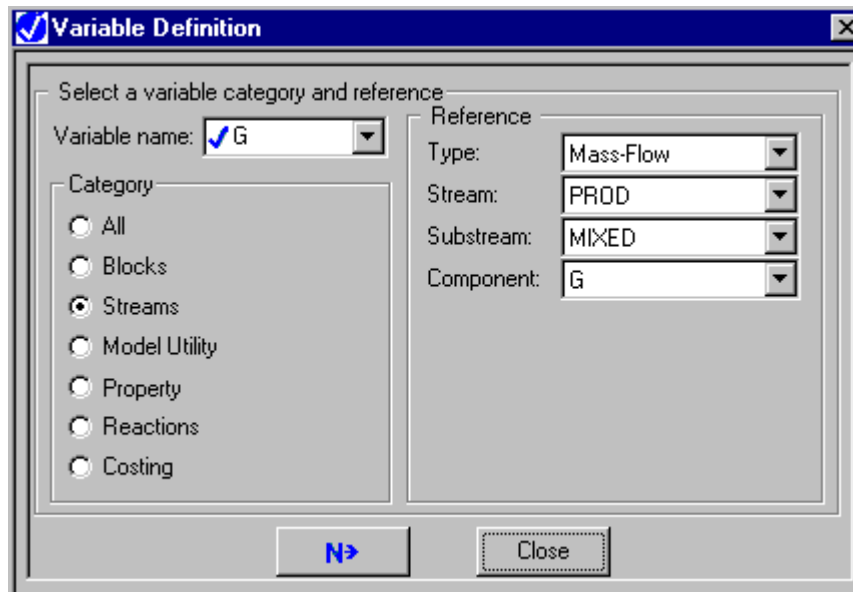 Variable Definition
Select a variable category and reference
Variable name: G
Category
All
Blocks
Streams
Model Utility
Property
Reactions
Costing
Reference
Type: Mass-Flow
Stream: PROD
Substream: MIXED
Component: G
N
Close